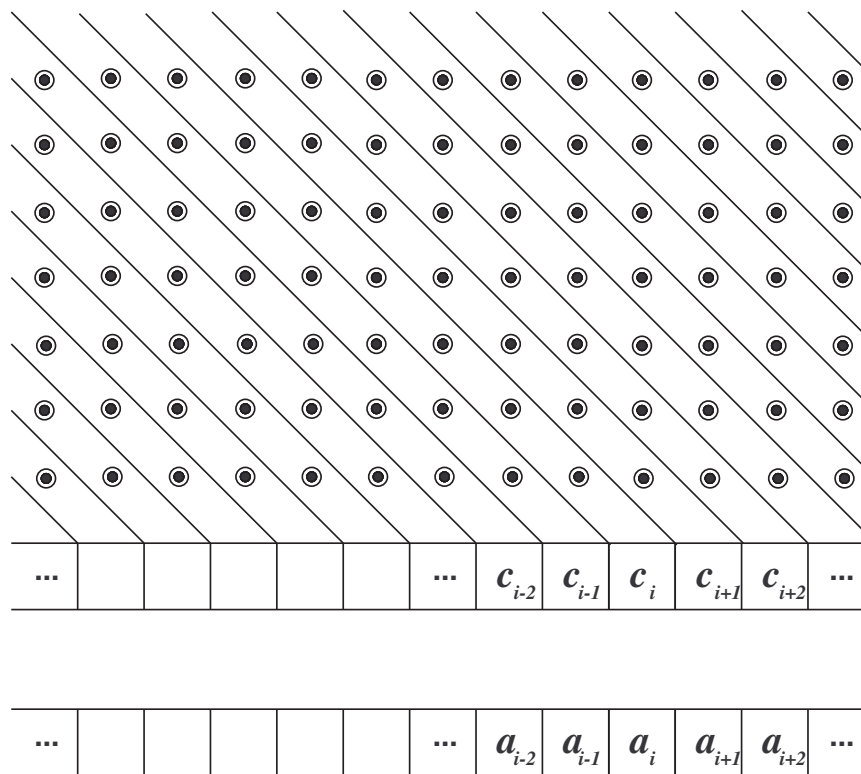 ... ... c_{i-2} c_{i-1} c_i c_{i+1} c_{i+2} ...
... ... a_{i-2} a_{i-1} a_i a_{i+1} a_{i+2} ...